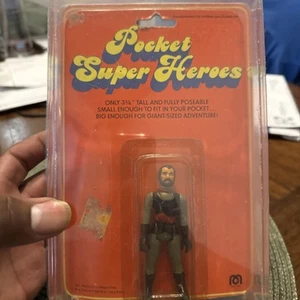 Pocket
Super Heroes
ONLY 3¾" TALL AND FULLY POSEABLE
SMALL ENOUGH TO FIT IN YOUR POCKET...
BIG ENOUGH FOR GIANT-SIZED ADVENTURE!